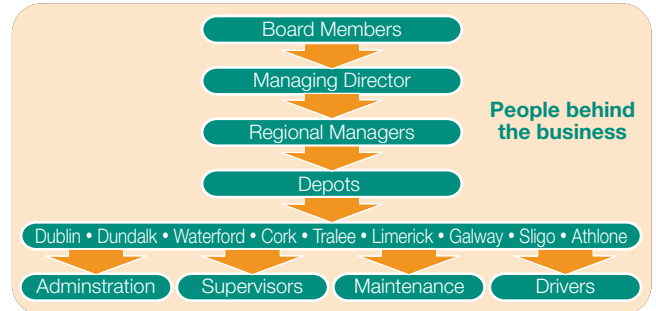 Board Members
Managing Director
People behind
the business
Regional Managers
Depots
Dublin • Dundalk • Waterford • Cork • Tralee • Limerick • Galway • Sligo • Athlone
Adminstration
Supervisors
Maintenance
Drivers